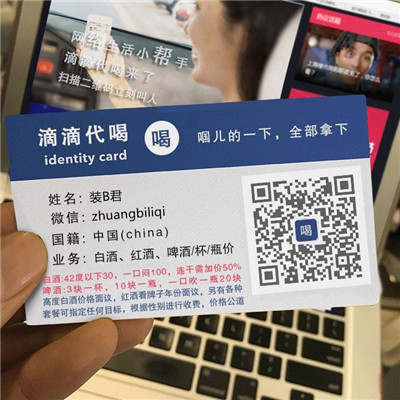 网络生活小帮手
滴滴代喝来了
扫描二维码立刻叫人
热议话题
滴滴代喝
identity card
喝
啯儿的一下，全部拿下
姓名：装B君
微信：zhuangbiliqi
国籍：中国(china)
业务：白酒、红酒、啤酒/杯/瓶价
喝
白酒:42度以下30，一口闷100，连干需加价50%
啤酒:3块一杯，10块一瓶，一口吹一瓶20块
高度白酒价格面议，红酒看牌子年份面议，另有各种
套餐可指定任何目标，根据性别进行收费，价格公道